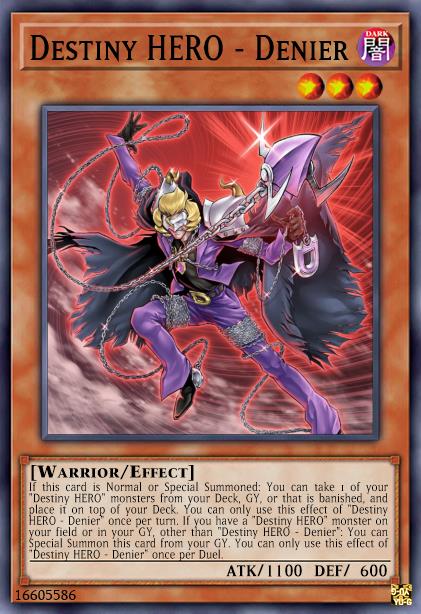 Destiny HERO - Denier
DARK
闇
[Warrior/Effect]
If this card is Normal or Special Summoned: You can take 1 of your
"Destiny HERO" monsters from your Deck, GY, or that is banished, and
place it on top of your Deck. You can only use this effect of "Destiny
HERO - Denier" once per turn. If you have a "Destiny HERO" monster on
your field or in your GY, other than "Destiny HERO - Denier": You can
Special Summon this card from your GY. You can only use this effect of
"Destiny HERO - Denier" once per Duel.
ATK/1100 DEF/ 600
16605586